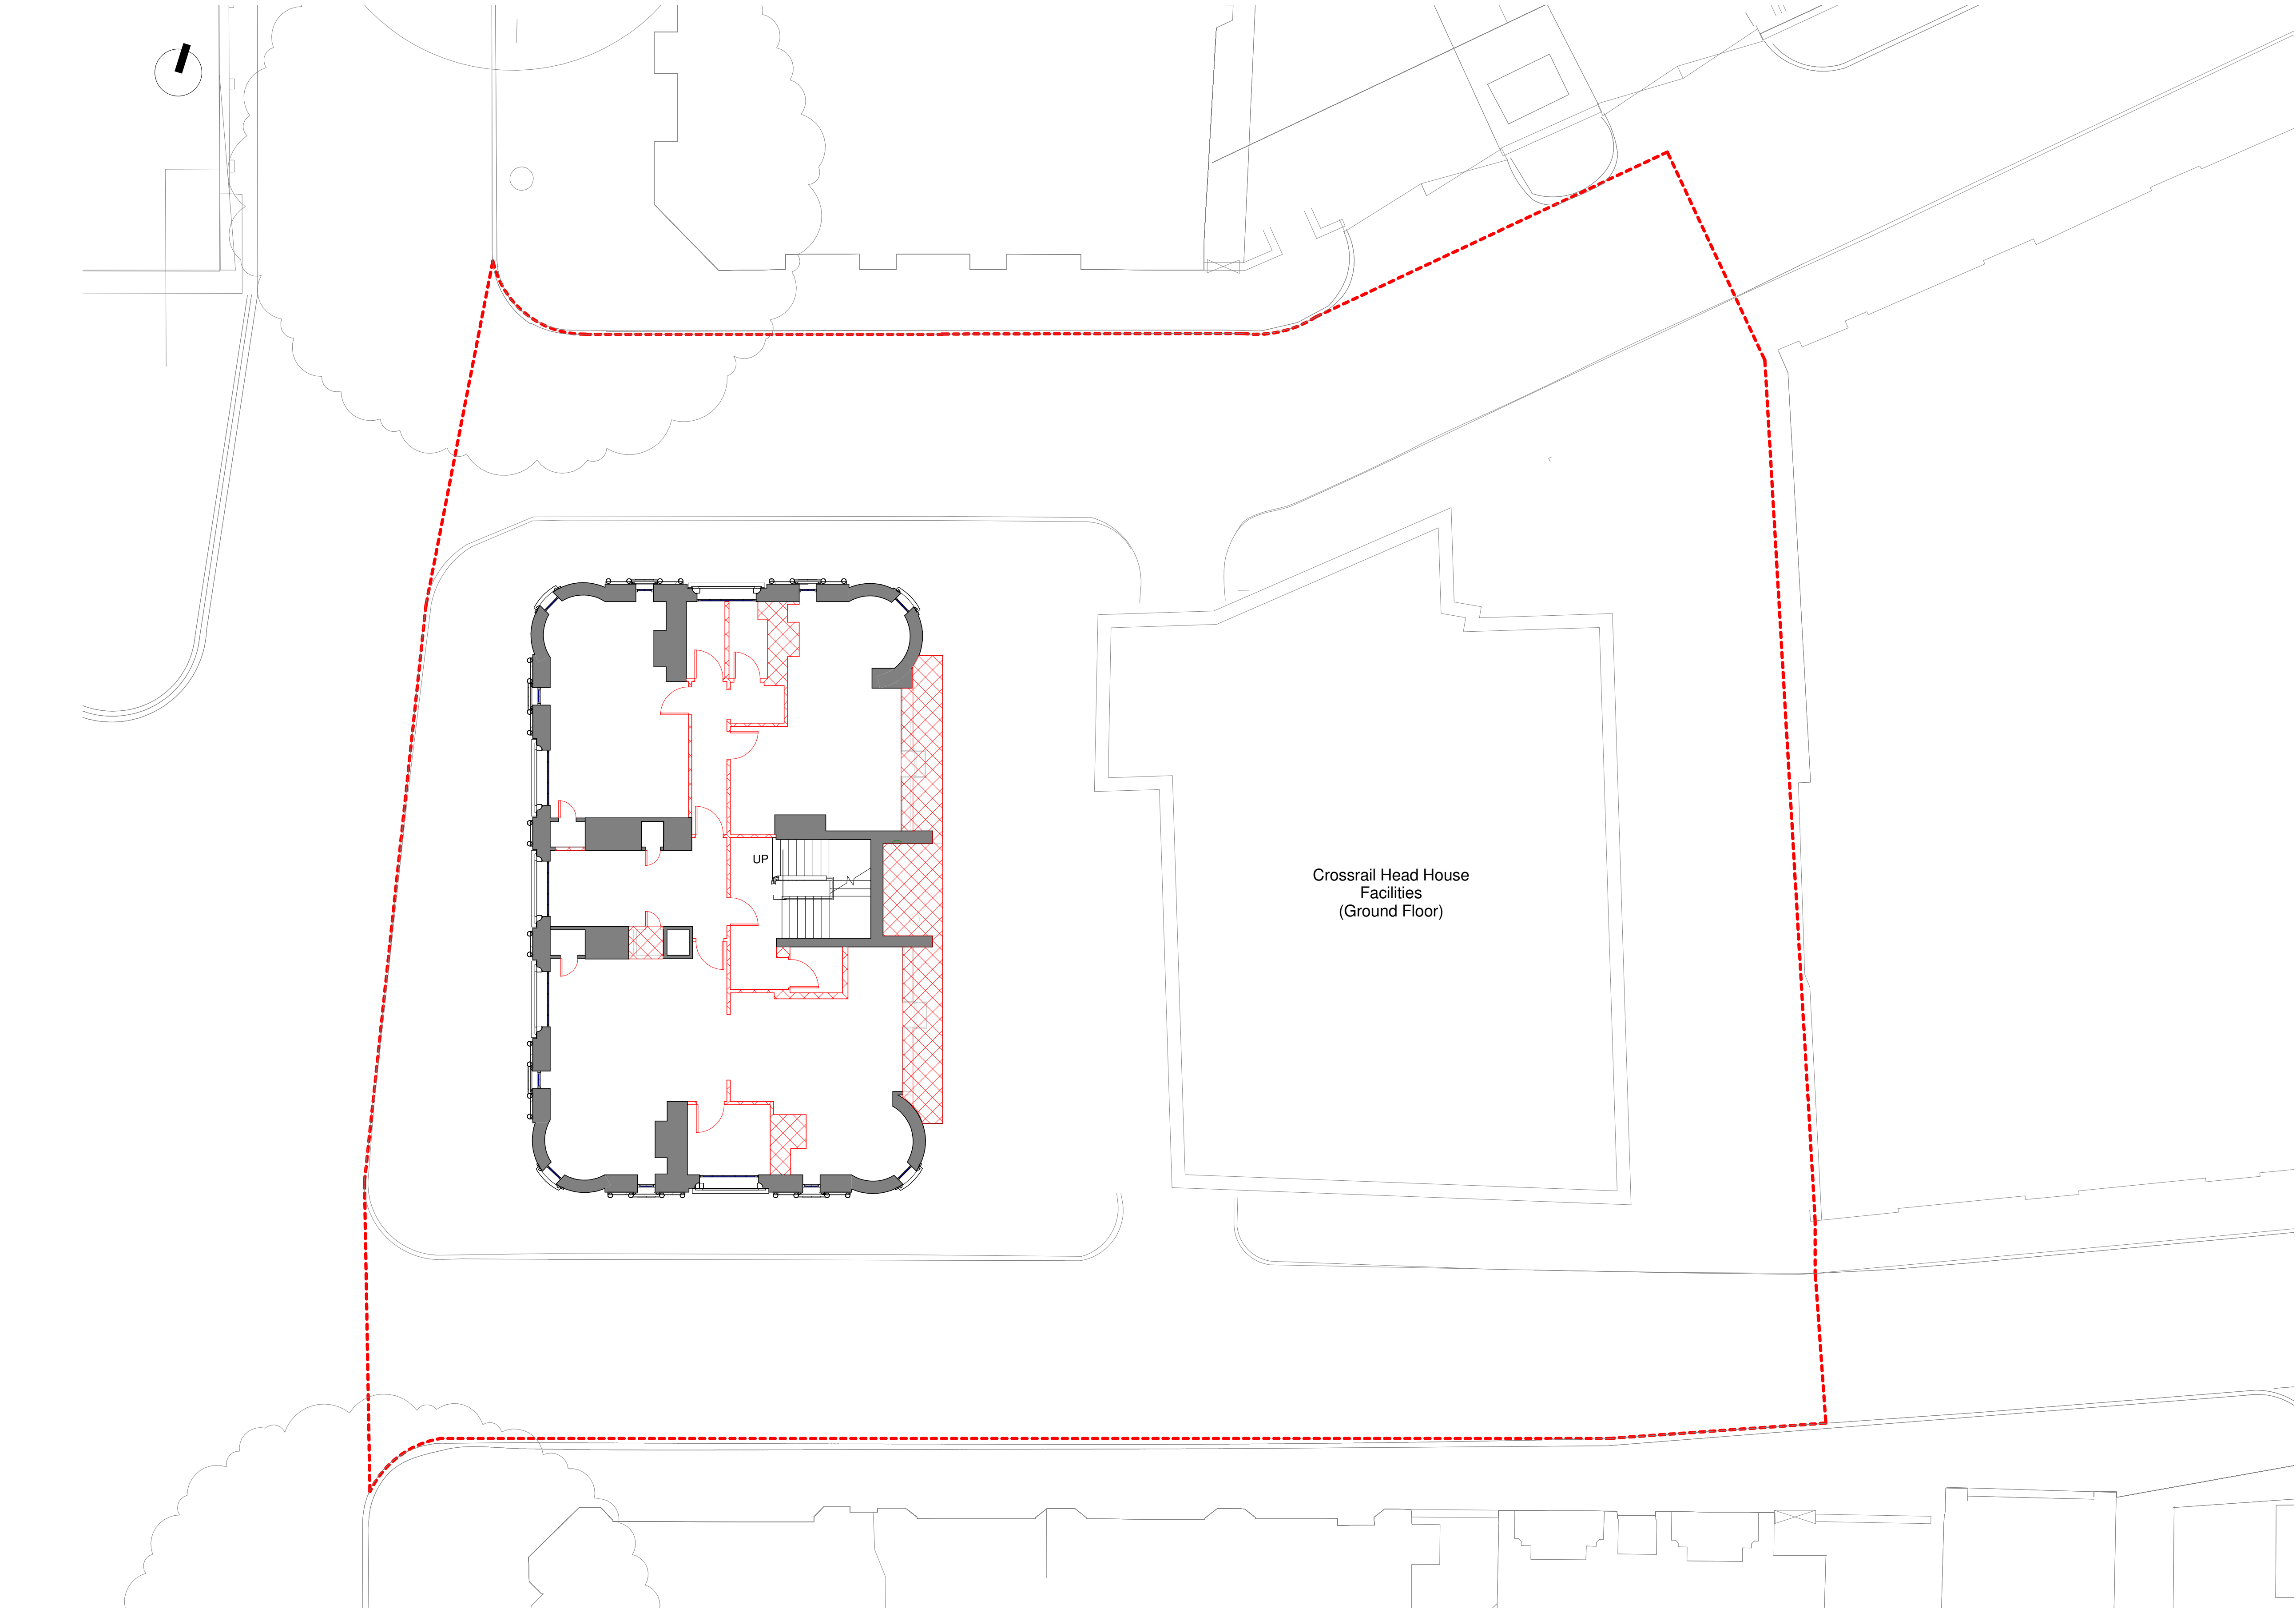 UP
Crossrail Head House
Facilities
(Ground Floor)